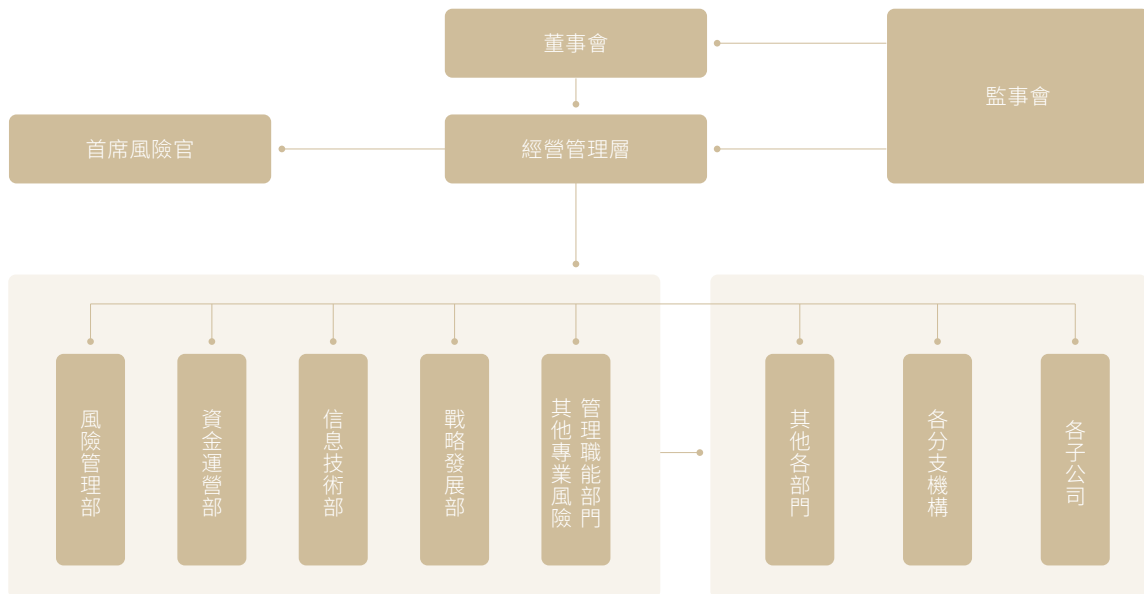 董事會
監事會
首席風險官
經營管理層
風險管理部
資金運營部
信息技術部
戰略發展部
其他專業風險
管理職能部門
其他各部門
各分支機構
各子公司